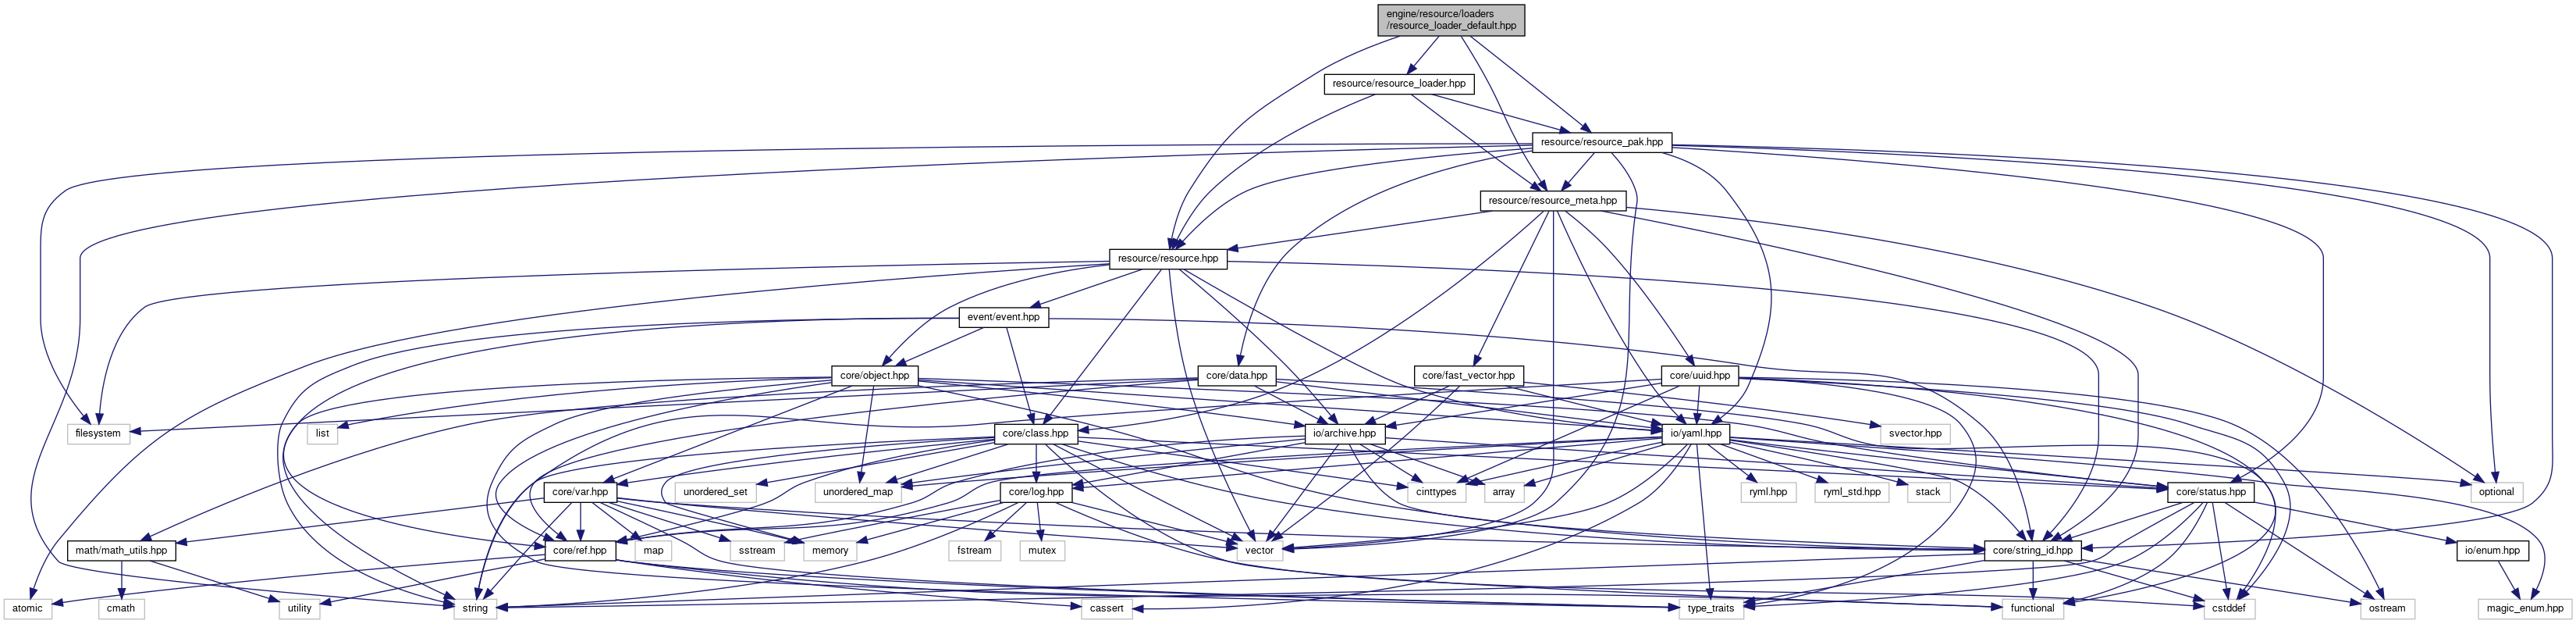 engine/resource/loaders
/resource_loader_default.hpp
resource/resource_loader.hpp
resource/resource_pak.hpp
resource/resource_meta.hpp
resource/resource.hpp
event/event.hpp
core/object.hpp
core/data.hpp
core/fast_vector.hpp
core/uuid.hpp
filesystem
list
core/class.hpp
io/archive.hpp
io/yaml.hpp
svector.hpp
core/var.hpp
unordered_set
unordered_map
core/log.hpp
cinttypes
array
ryml.hpp
ryml_std.hpp
stack
core/status.hpp
optional
math/math_utils.hpp
core/ref.hpp
map
sstream
memory
fstream
mutex
vector
core/string_id.hpp
io/enum.hpp
atomic
cmath
utility
string
cassert
type_traits
functional
cstddef
ostream
magic_enum.hpp